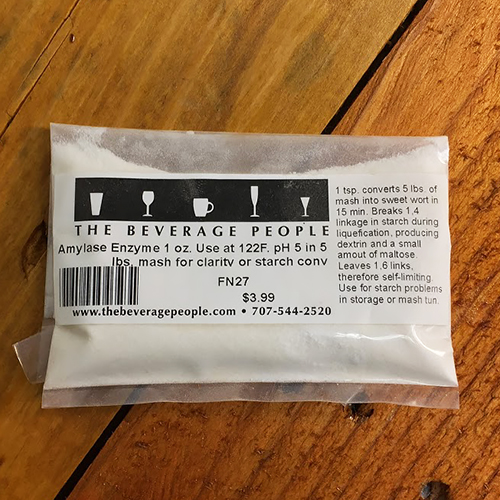 THE BEVERAGE PEOPLE
Amylase Enzyme 1 oz. Use at 122F. pH 5 in 5
lbs. mash for clarity or starch conv
FN27
$3.99
www.thebeveragepeople.com • 707-544-2520
1 tsp. converts 5 lbs. of
mash into sweet wort in
15 min. Breaks 1,4
linkage in starch during
liquefication, producing
dextrin and a small
amout of maltose.
Leaves 1,6 links,
therefore self-limiting.
Use for starch problems
in storage or mash tun.